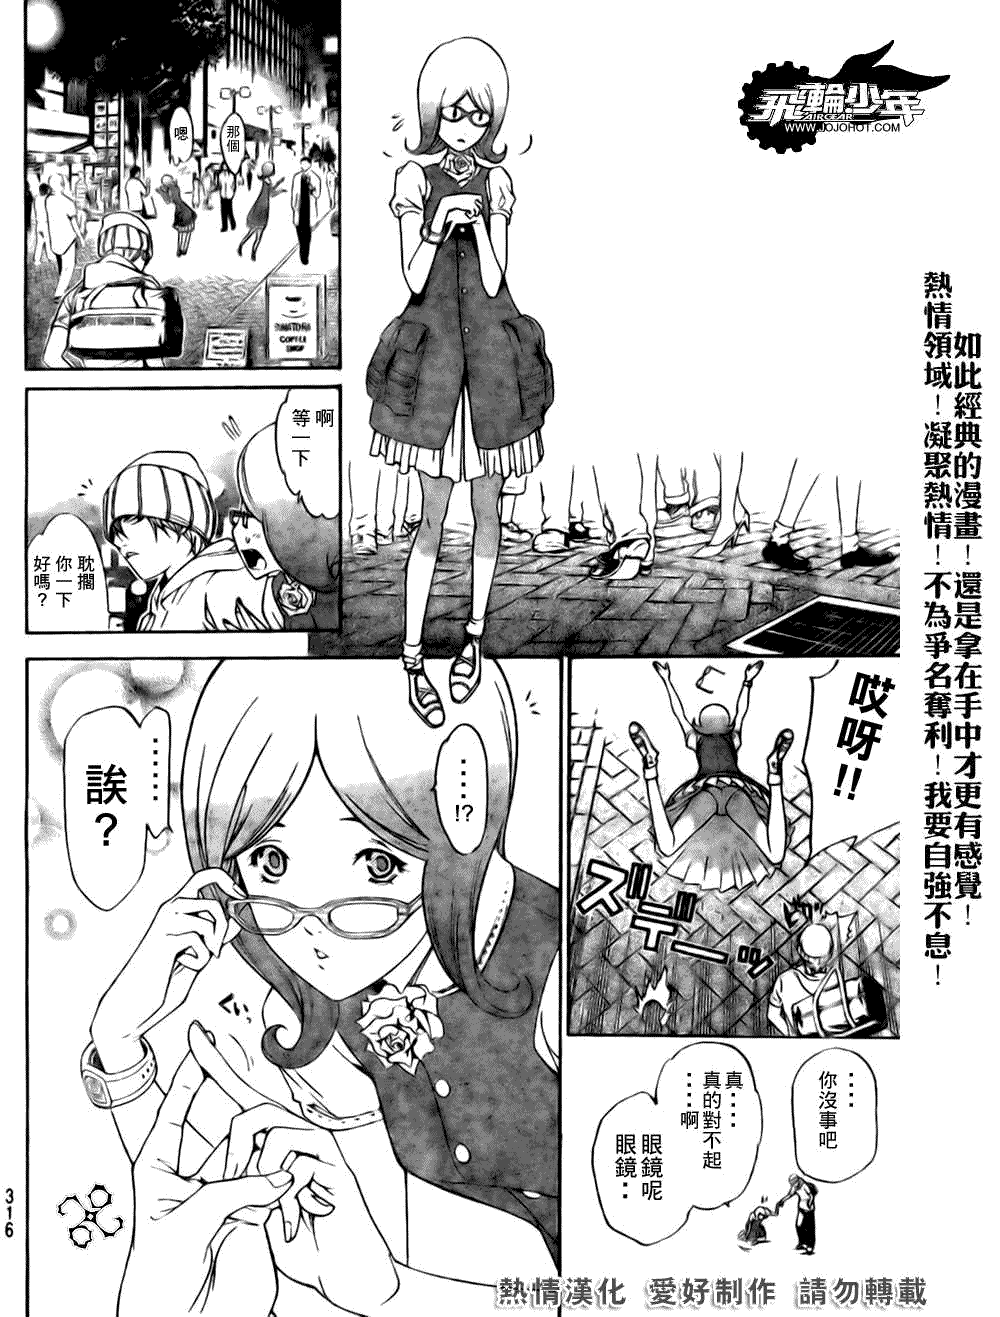 飛輪少年
AIRGEAR
WWW.JOJOHOT.COM
那個
嗯
SUMATORA
COFFEE
SHOP
啊
等一下
耽擱
你一下
好嗎？
哎
呀!!
ズデーッ
ビクッ
‥‥
你沒事吧
真‥‥
真的對不起
‥‥啊
眼鏡呢
眼鏡‥
‥‥
!?
‥‥‥
誒？
如此經典的漫畫！還是拿在手中才更有感覺！
熱情領域！凝聚熱情！不為爭名奪利！我要自強不息！
316
熱情漢化 愛好制作 請勿轉載